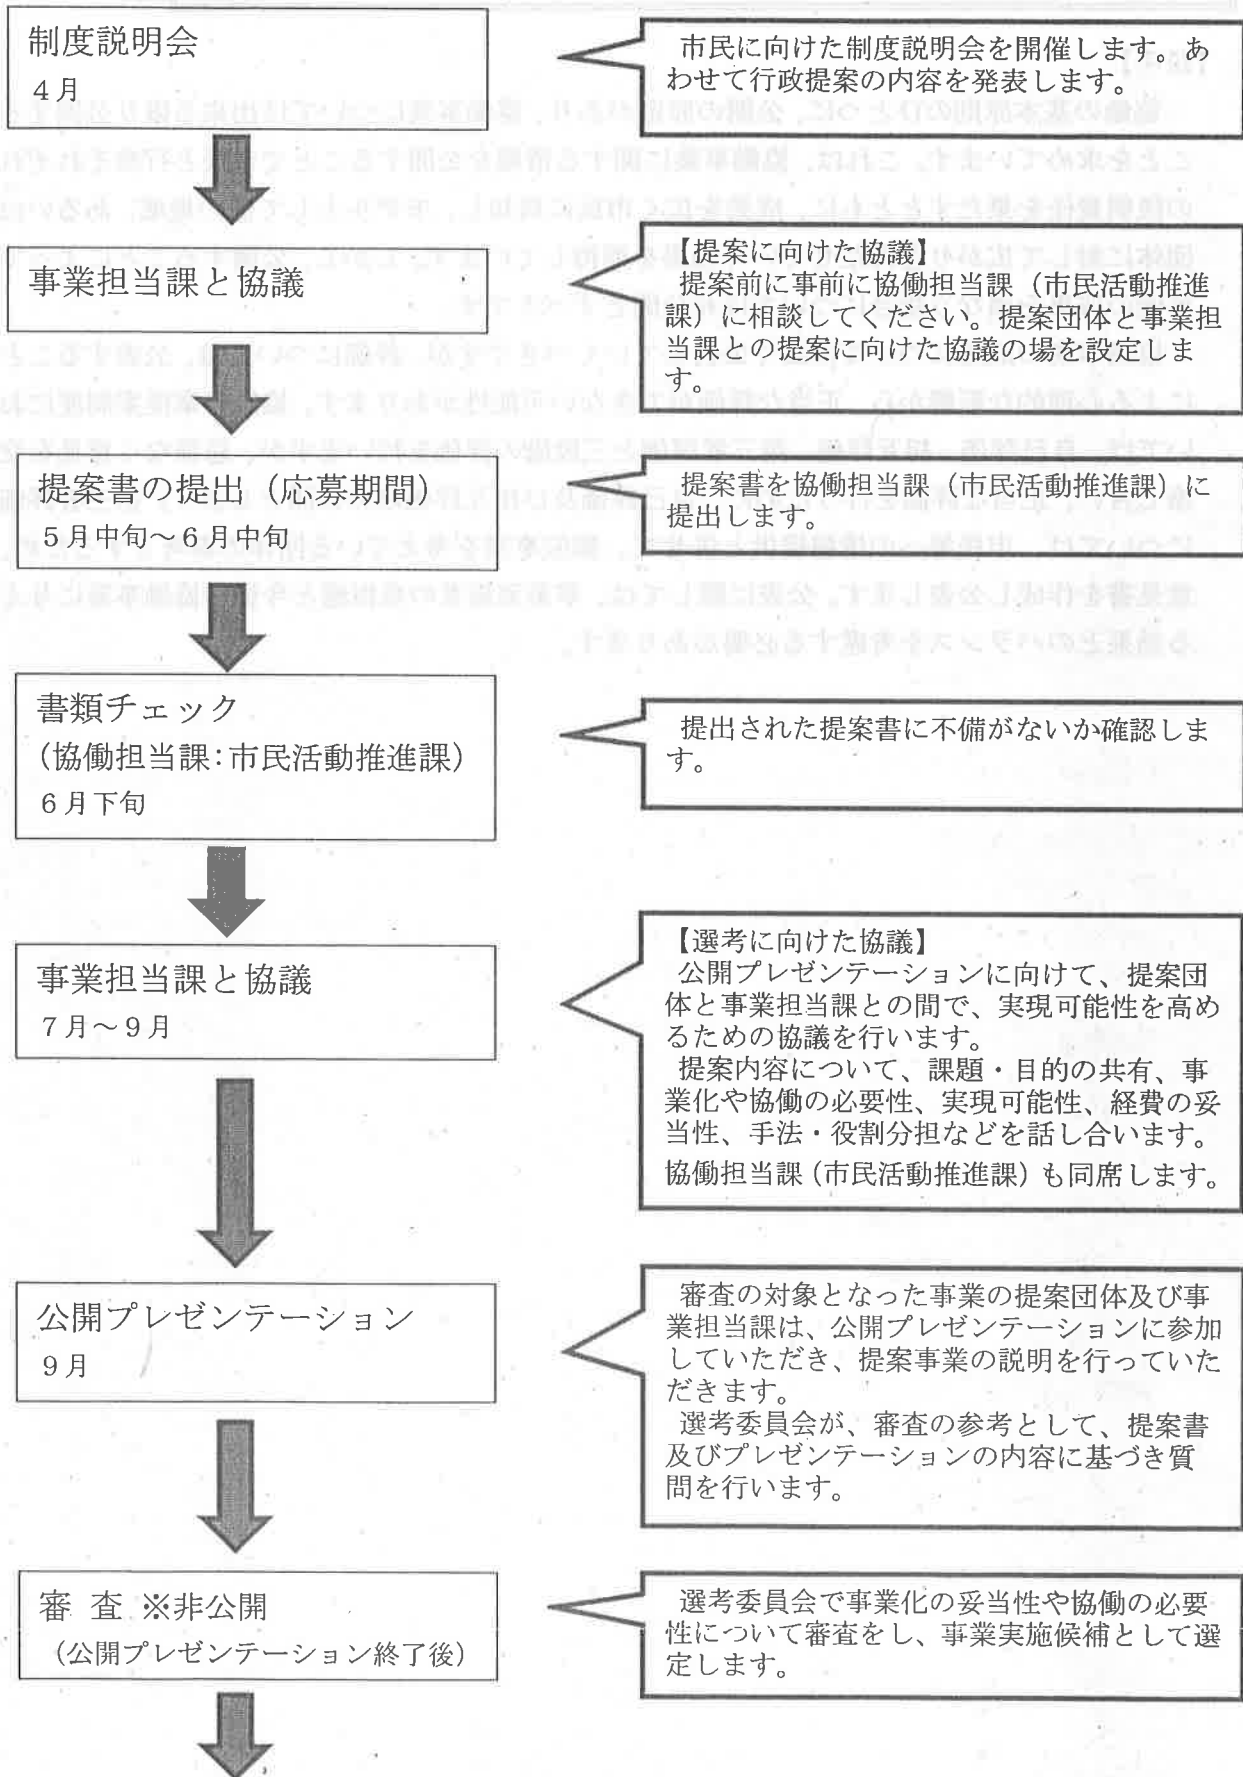 制度説明会
4月
市民に向けた制度説明会を開催します。あ
わせて行政提案の内容を発表します。
事業担当課と協議
【提案に向けた協議】
提案前に事前に協働担当課（市民活動推進
課）に相談してください。提案団体と事業担
当課との提案に向けた協議の場を設定しま
す。
提案書の提出（応募期間）
5月中旬～6月中旬
提案書を協働担当課（市民活動推進課）に
提出します。
書類チェック
(協働担当課:市民活動推進課)
6月下旬
提出された提案書に不備がないか確認しま
す。
事業担当課と協議
7月～9月
【選考に向けた協議】
公開プレゼンテーションに向けて、提案団
体と事業担当課との間で、実現可能性を高め
るための協議を行います。
提案内容について、課題・目的の共有、事
業化や協働の必要性、実現可能性、経費の妥
当性、手法・役割分担などを話し合います。
協働担当課（市民活動推進課）も同席します。
公開プレゼンテーション
9月
審査の対象となった事業の提案団体及び事
業担当課は、公開プレゼンテーションに参加
していただき、提案事業の説明を行っていた
だきます。
選考委員会が、審査の参考として、提案書
及びプレゼンテーションの内容に基づき質
問を行います。
審 査 ※非公開
(公開プレゼンテーション終了後)
選考委員会で事業化の妥当性や協働の必要
性について審査をし、事業実施候補として選
定します。